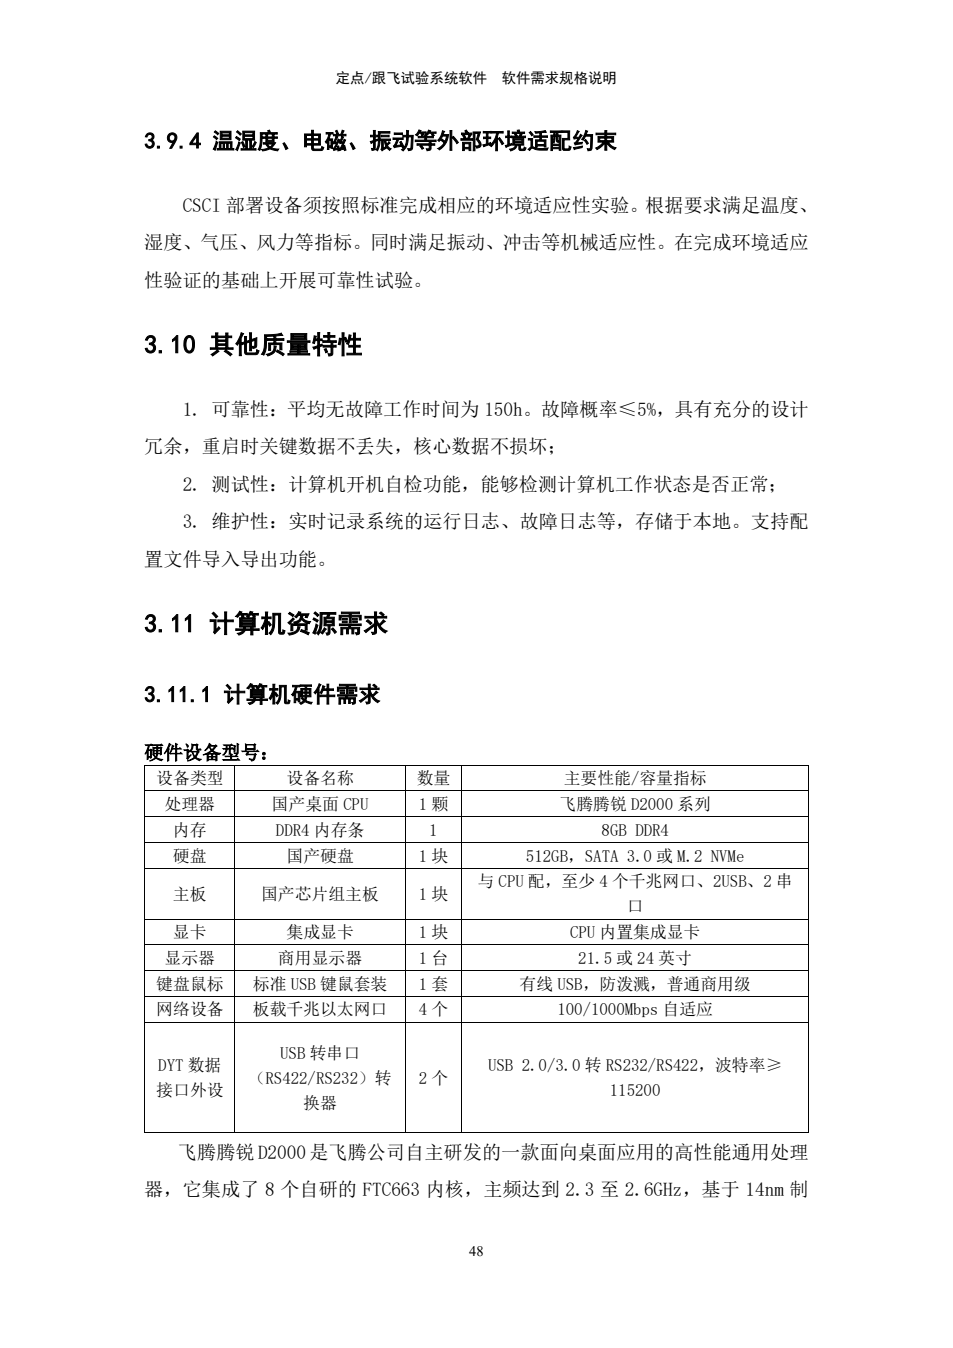 定点/跟飞试验系统软件　软件需求规格说明
3.9.4 温湿度、电磁、振动等外部环境适配约束
CSCI 部署设备须按照标准完成相应的环境适应性实验。根据要求满足温度、
湿度、气压、风力等指标。同时满足振动、冲击等机械适应性。在完成环境适应
性验证的基础上开展可靠性试验。
3.10 其他质量特性
1. 可靠性：平均无故障工作时间为 150h。故障概率≤5%，具有充分的设计
冗余，重启时关键数据不丢失，核心数据不损坏；
2. 测试性：计算机开机自检功能，能够检测计算机工作状态是否正常；
3. 维护性：实时记录系统的运行日志、故障日志等，存储于本地。支持配
置文件导入导出功能。
3.11 计算机资源需求
3.11.1 计算机硬件需求
硬件设备型号：
设备类型 设备名称 数量 主要性能/容量指标
处理器 国产桌面 CPU 1 颗 飞腾腾锐 D2000 系列
内存 DDR4 内存条 1 8GB DDR4
硬盘 国产硬盘 1 块 512GB，SATA 3.0 或 M.2 NVMe
主板 国产芯片组主板 1 块 与 CPU 配，至少 4 个千兆网口、2USB、2 串
口
显卡 集成显卡 1 块 CPU 内置集成显卡
显示器 商用显示器 1 台 21.5 或 24 英寸
键盘鼠标 标准 USB 键鼠套装 1 套 有线 USB，防泼溅，普通商用级
网络设备 板载千兆以太网口 4 个 100/1000Mbps 自适应
DYT 数据
接口外设
USB 转串口
（RS422/RS232）转
换器
2 个
USB 2.0/3.0 转 RS232/RS422，波特率≥
115200
飞腾腾锐 D2000 是飞腾公司自主研发的一款面向桌面应用的高性能通用处理
器，它集成了 8 个自研的 FTC663 内核，主频达到 2.3 至 2.6GHz，基于 14nm 制
48